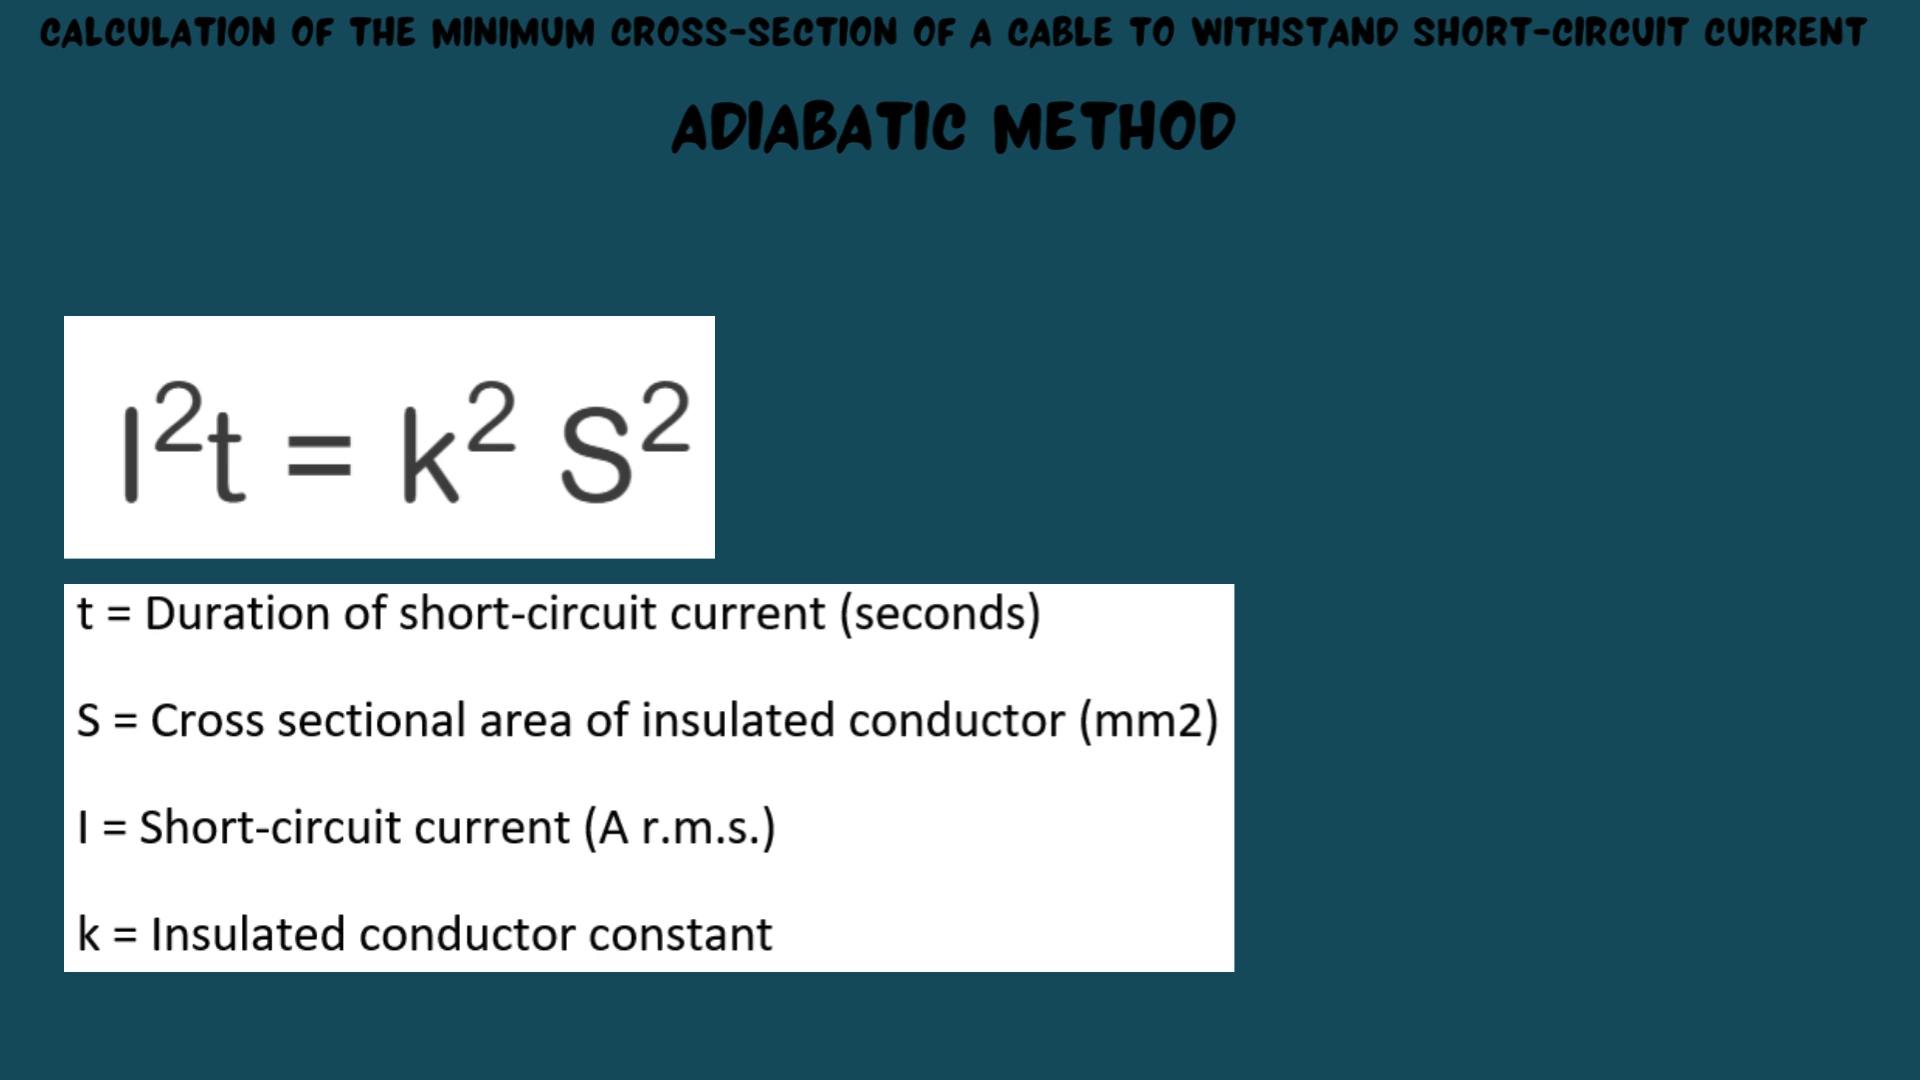 CALCULATION OF THE MINIMUM CROSS-SECTION OF A CABLE TO WITHSTAND SHORT-CIRCUIT CURRENT
ADIABATIC METHOD
I²t = k² S²
t = Duration of short-circuit current (seconds)
S = Cross sectional area of insulated conductor (mm2)
I = Short-circuit current (A r.m.s.)
k = Insulated conductor constant